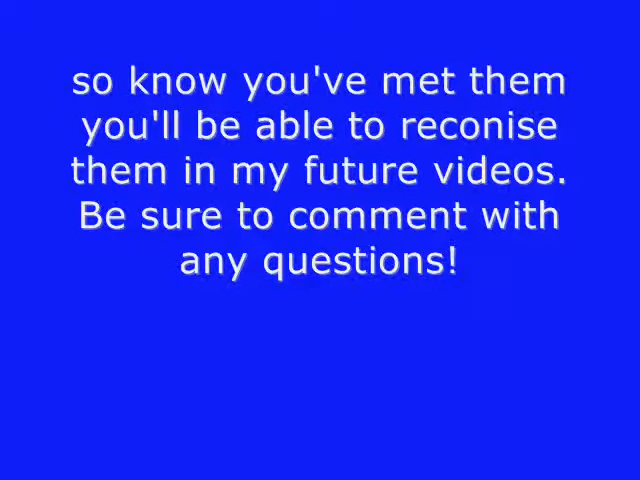 so know you've met them
you'll be able to reconise
them in my future videos.
Be sure to comment with
any questions!